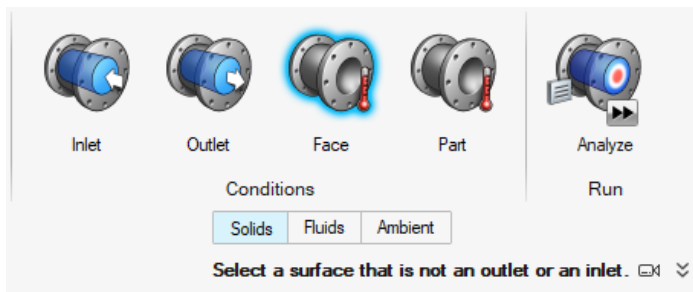 Inlet Outlet Face Part Analyze
Conditions Run
Solids Fluids Ambient
Select a surface that is not an outlet or an inlet.